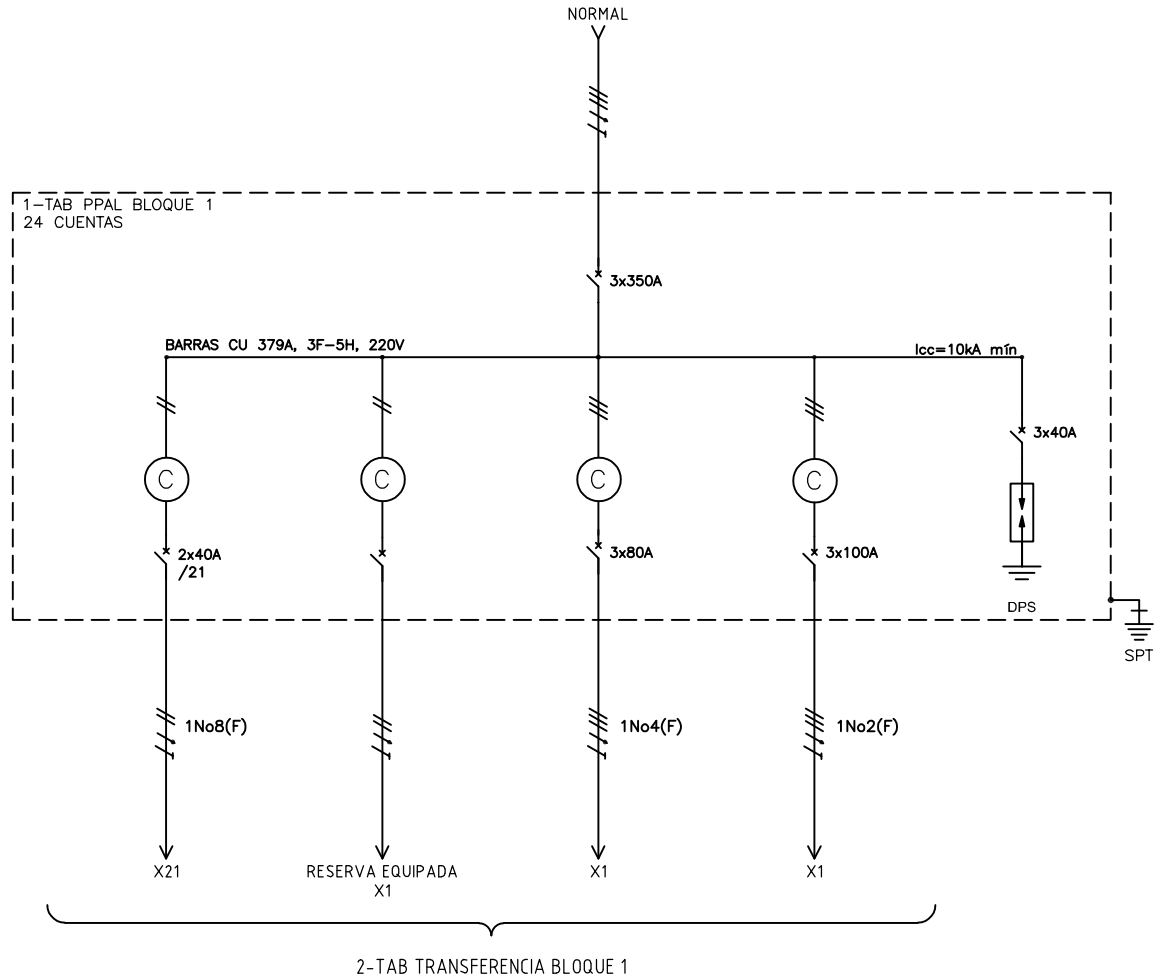 NORMAL
1-TAB PPAL BLOQUE 1
24 CUENTAS
3x350A
BARRAS CU 379A, 3F-5H, 220V
Icc=10kA mín
3x40A
C
C
C
C
2x40A
/21
3x80A
3x100A
DPS
SPT
1No8(F)
1No4(F)
1No2(F)
X21
RESERVA EQUIPADA
X1
X1
X1
2-TAB TRANSFERENCIA BLOQUE 1